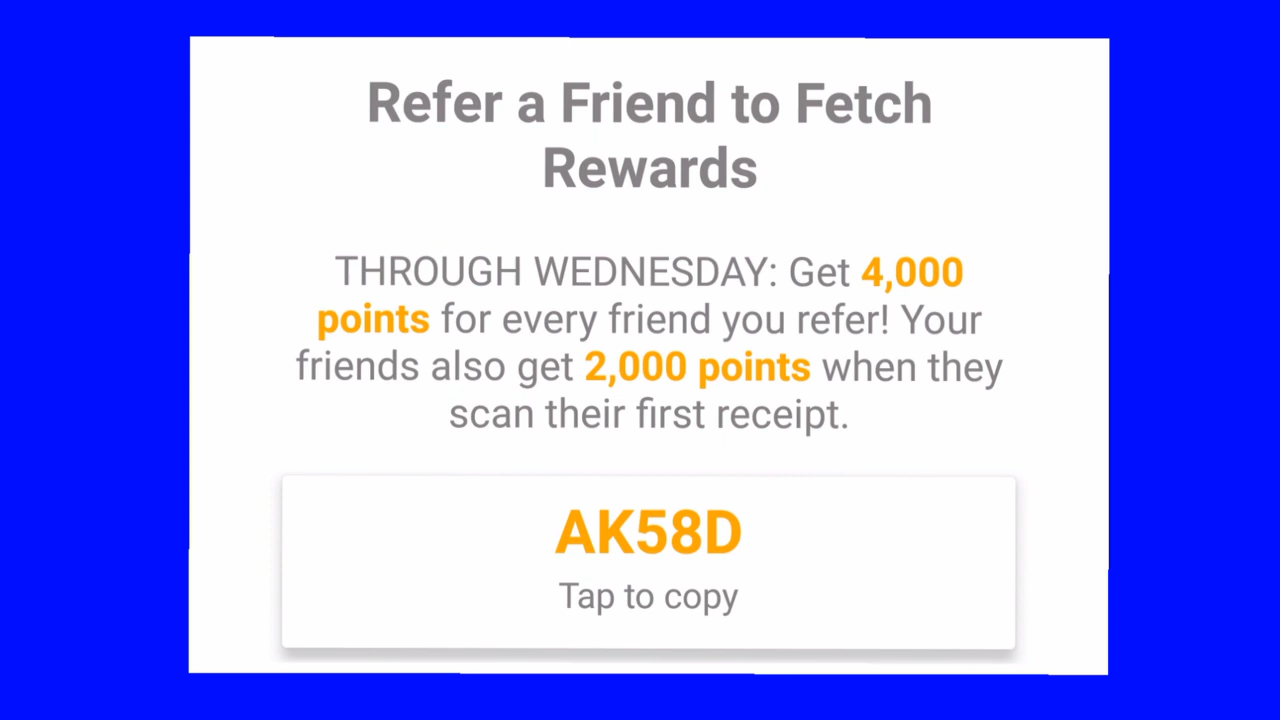 Refer a Friend to Fetch
Rewards
THROUGH WEDNESDAY: Get 4,000
points for every friend you refer! Your
friends also get 2,000 points when they
scan their first receipt.
AK58D
Tap to copy